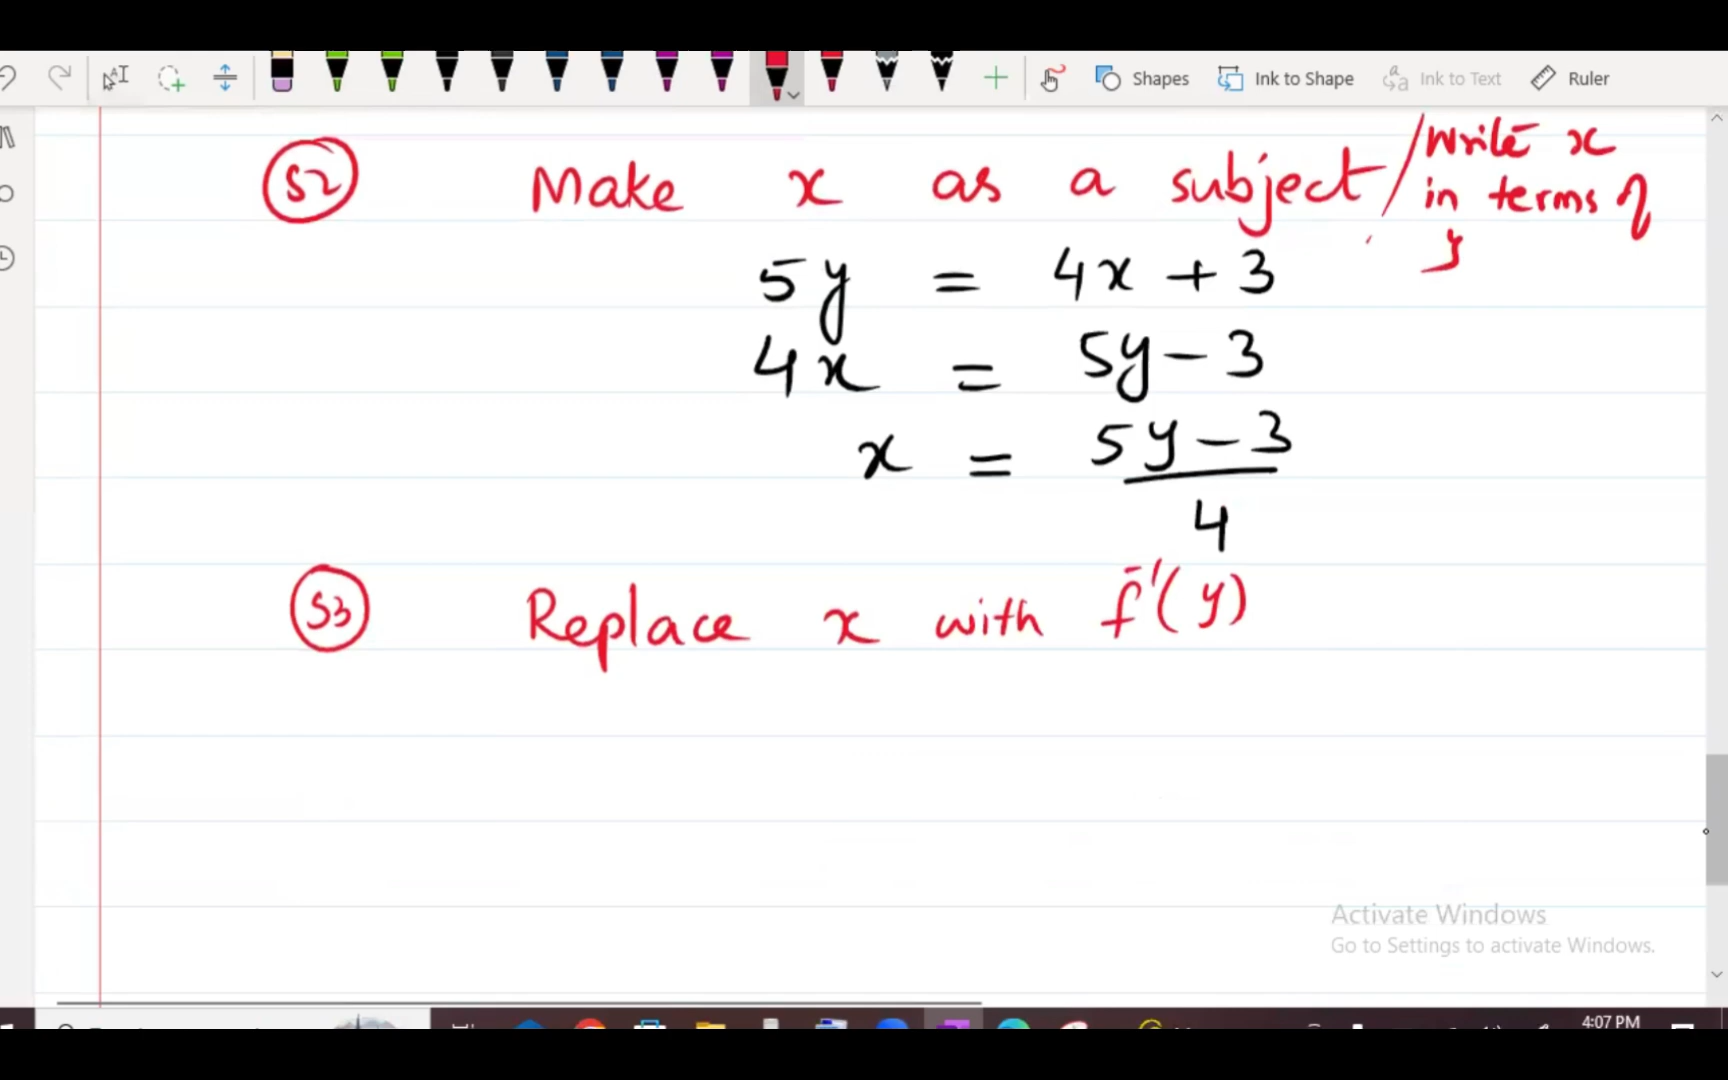 Shapes Ink to Shape Ink to Text Ruler
S2 Make x as a subject / Write x
in terms of
y
5y = 4x + 3
4x = 5y - 3
x = 5y - 3
4
S3 Replace x with f⁻¹(y)
Activate Windows
Go to Settings to activate Windows.
4:07 PM